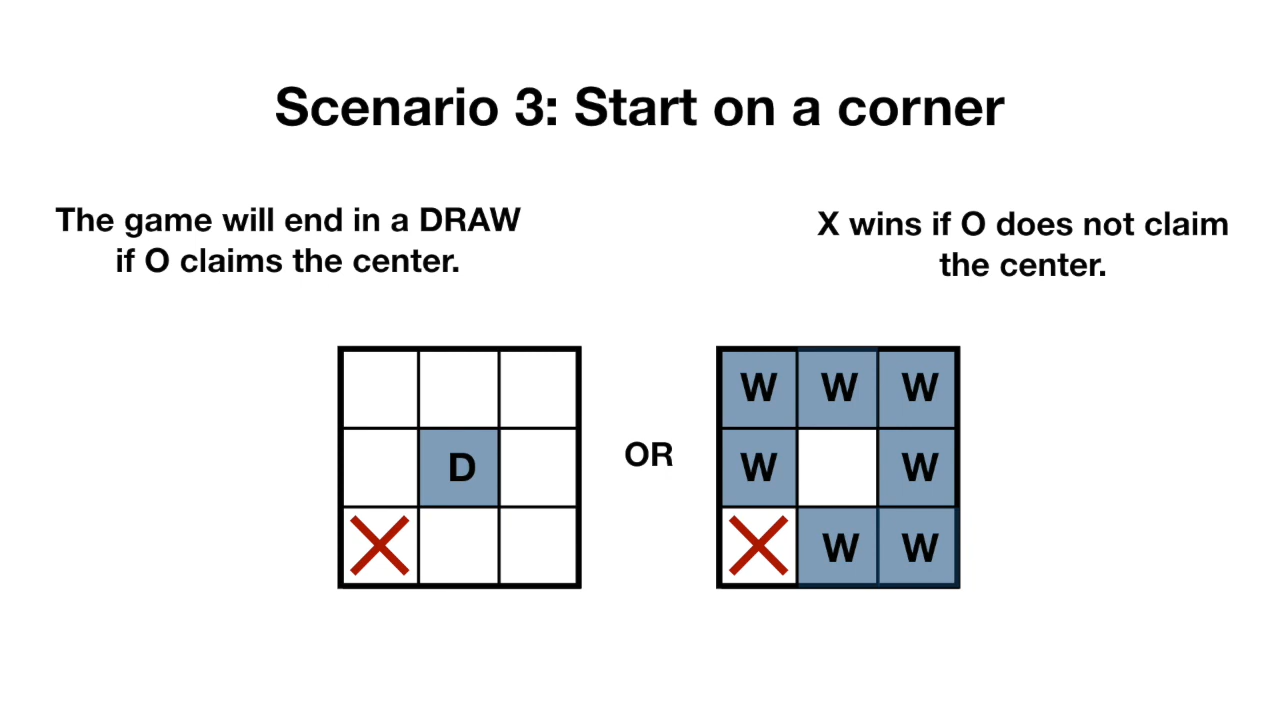 Scenario 3: Start on a corner
The game will end in a DRAW
if O claims the center.
X wins if O does not claim
the center.
D
OR
W W W
W W
W W